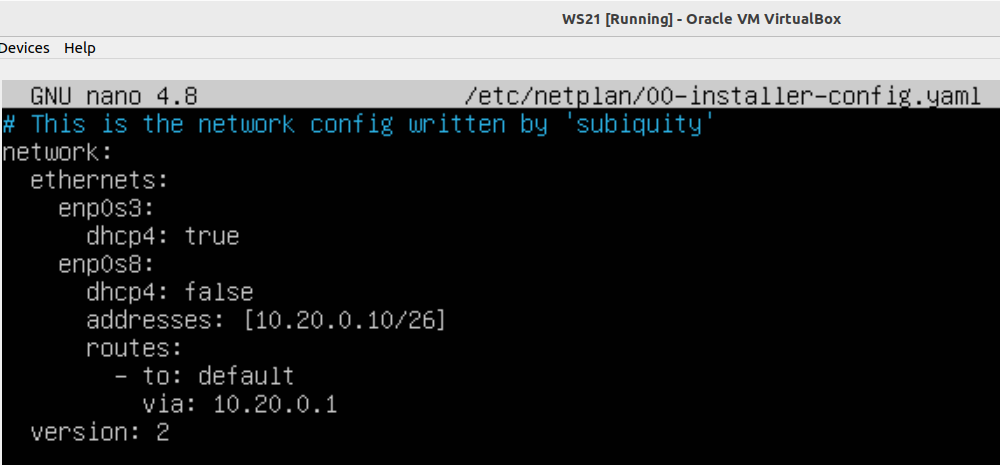 WS21 [Running] - Oracle VM VirtualBox
Devices Help
GNU nano 4.8 /etc/netplan/00-installer-config.yaml
# This is the network config written by 'subiquity'
network:
  ethernets:
    enp0s3:
      dhcp4: true
    enp0s8:
      dhcp4: false
      addresses: [10.20.0.10/26]
      routes:
        - to: default
          via: 10.20.0.1
  version: 2